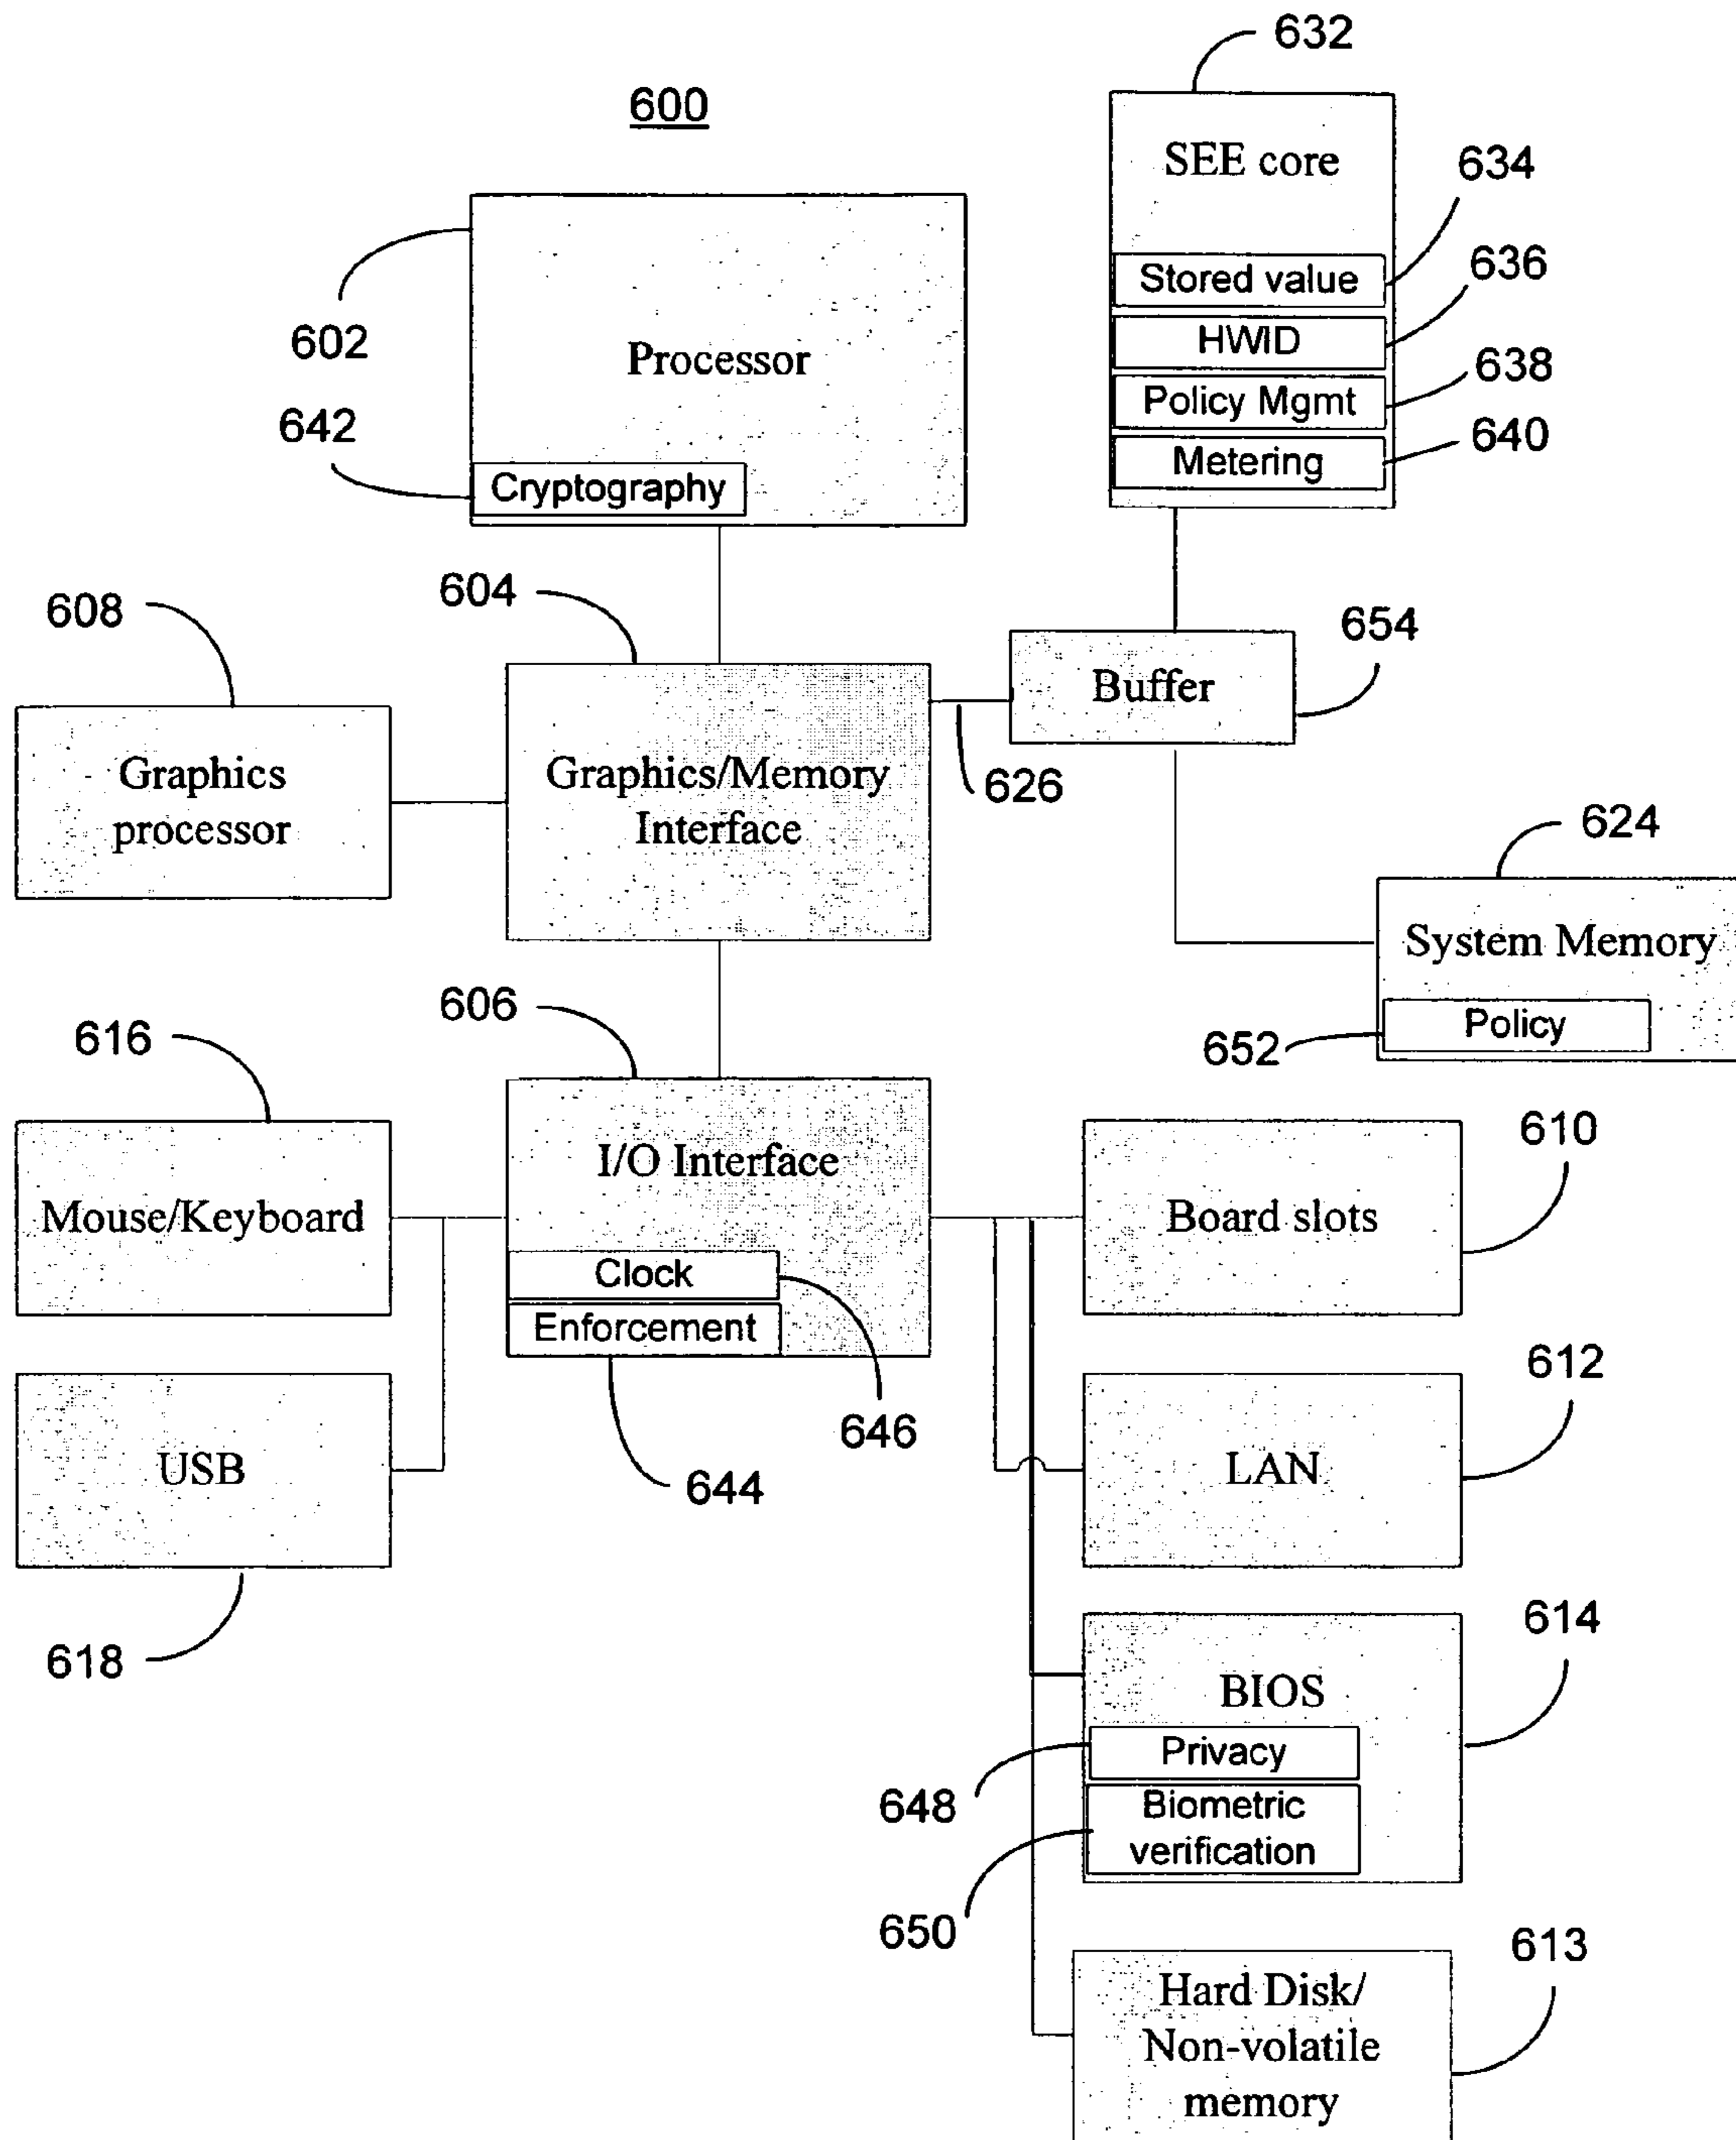 632
600
SEE core
634
Stored value
636
602
HWID
Processor
638
Policy Mgmt
642
640
Metering
Cryptography
604
608
654
Buffer
Graphics
processor
Graphics/Memory
Interface
626
624
System Memory
606
Policy
652
616
610
I/O Interface
Mouse/Keyboard
Board slots
Clock
Enforcement
612
646
USB
LAN
644
614
618
BIOS
Privacy
648
Biometric
verification
650
613
Hard Disk/
Non-volatile
memory